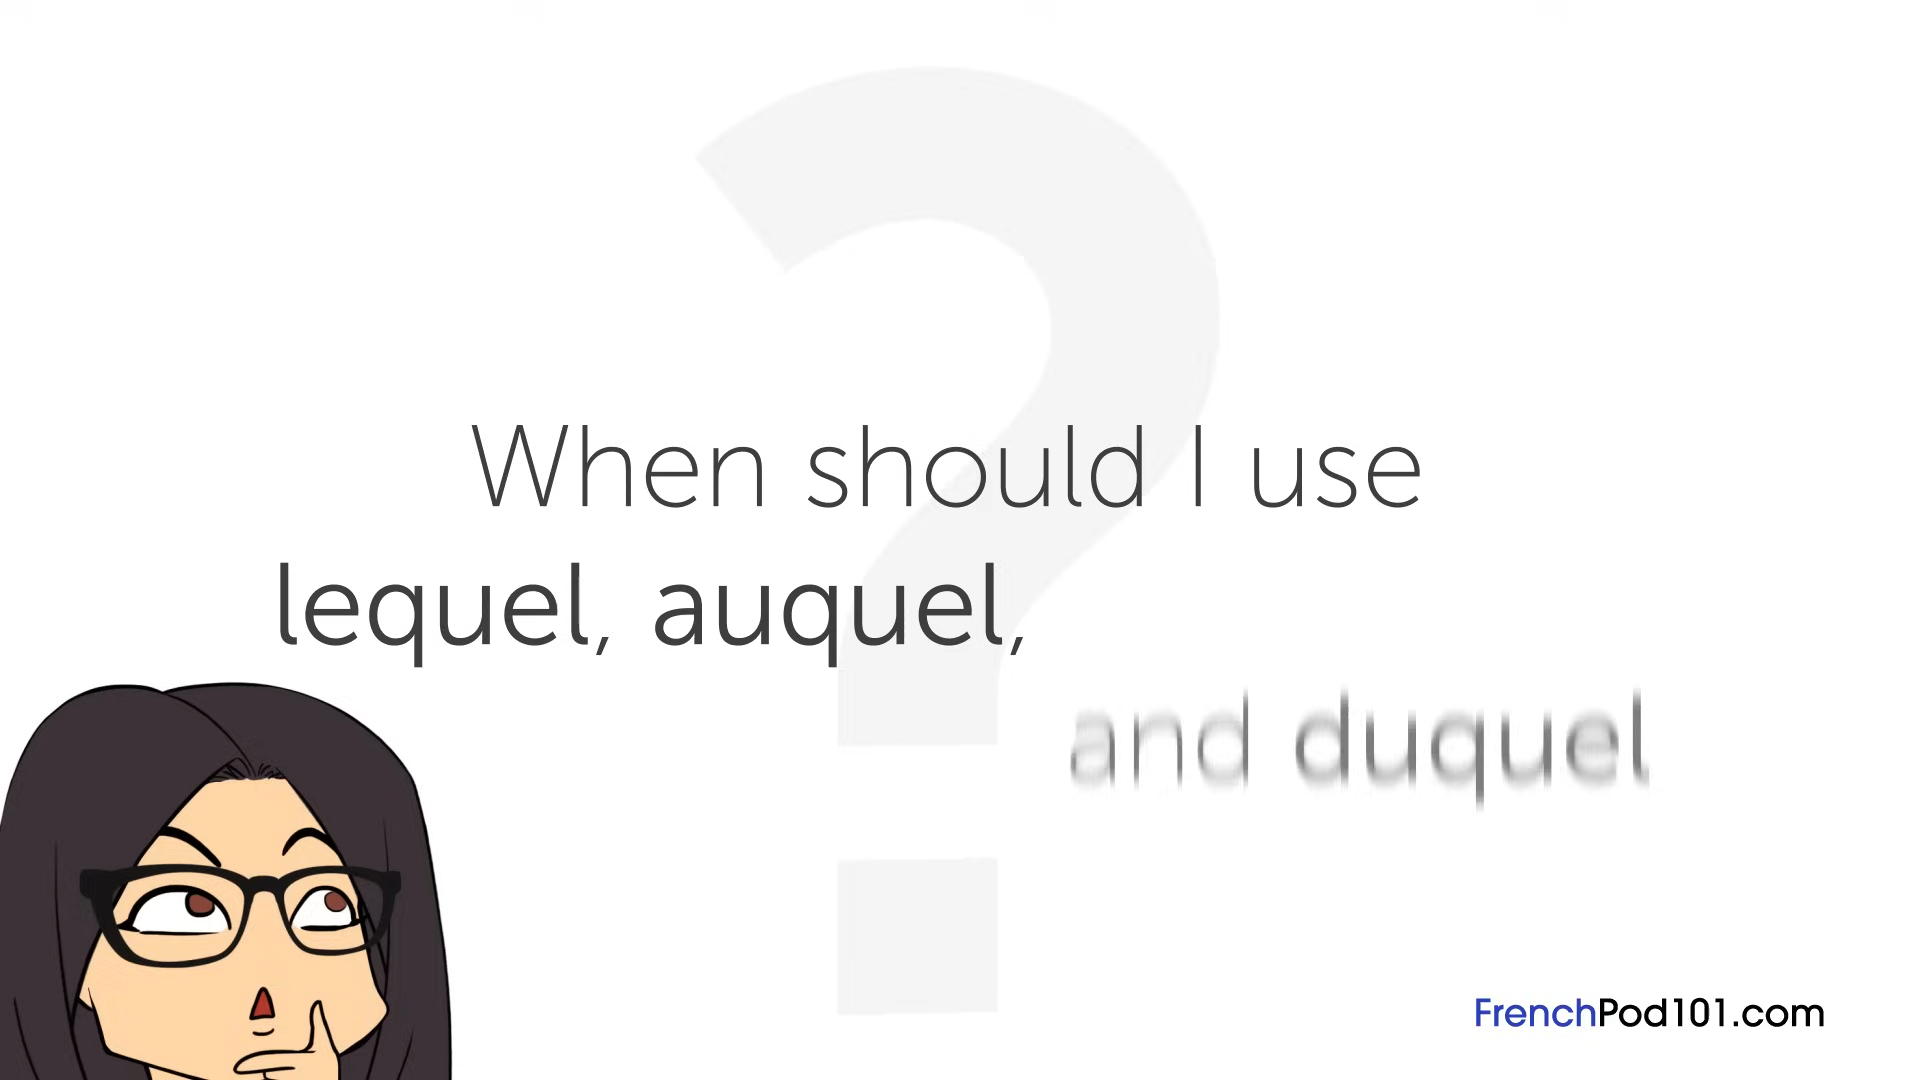 When should I use
lequel, auquel,
and duquel
FrenchPod101.com